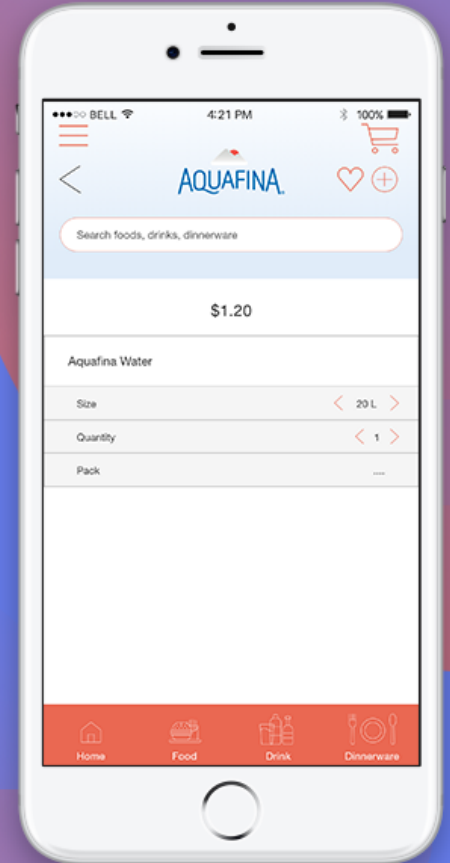 BELL 4:21 PM 100%
AQUAFINA
Search foods, drinks, dinnerware
$1.20
Aquafina Water
Size 20 L
Quantity 1
Pack ....
Home Food Drink Dinnerware